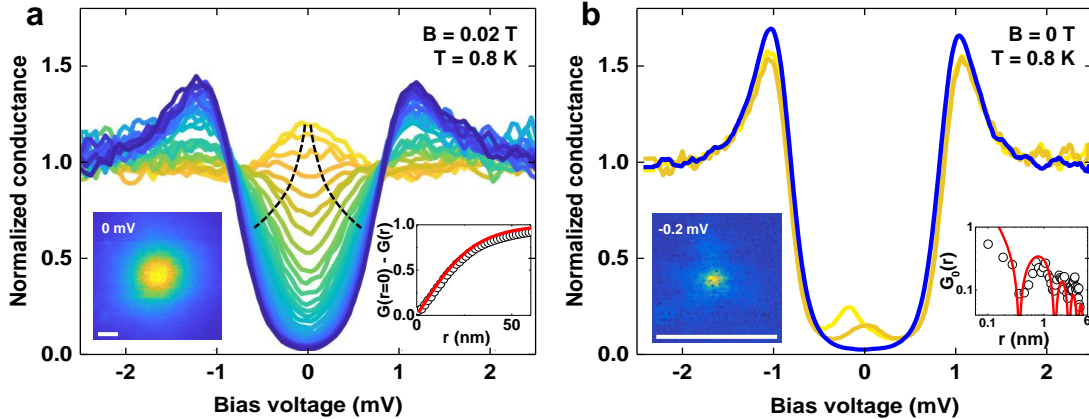 a
B = 0.02 T
T = 0.8 K
Normalized conductance
1.5
1.0
0.5
0.0
-2
-1
0
1
2
Bias voltage (mV)
0 mV
G(r=0) - G(r)
1.0
0.5
0.0
0
20
40
r (nm)
b
B = 0 T
T = 0.8 K
Normalized conductance
1.5
1.0
0.5
0.0
-2
-1
0
1
2
Bias voltage (mV)
-0.2 mV
G₀(r)
1
0.1
0.1
1
6
r (nm)